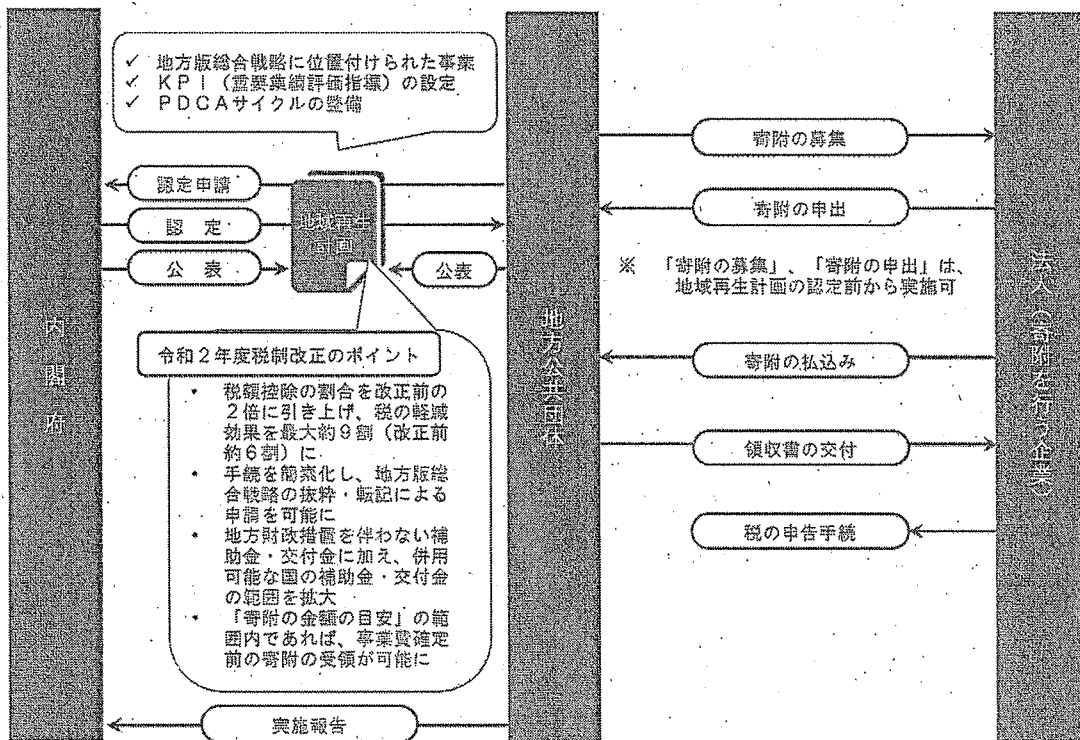 ✓ 地方版総合戦略に位置付けられた事業
✓ KPI（重要業績評価指標）の設定
✓ PDCAサイクルの整備
認定申請
認　定
公　表
地域再生
計画
公表
令和２年度税制改正のポイント
・ 税額控除の割合を改正前の
２倍に引き上げ、税の軽減
効果を最大約９割（改正前
約６割）に
・ 手続を簡素化し、地方版総
合戦略の抜粋・転記による
申請を可能に
・ 地方財政措置を伴わない補
助金・交付金に加え、併用
可能な国の補助金・交付金
の範囲を拡大
・ 「寄附の金額の目安」の範
囲内であれば、事業費確定
前の寄附の受領が可能に
実施報告
内閣府
地方公共団体
寄附の募集
寄附の申出
※ 「寄附の募集」、「寄附の申出」は、
地域再生計画の認定前から実施可
寄附の払込み
領収書の交付
税の申告手続
法人（寄附を行う企業）